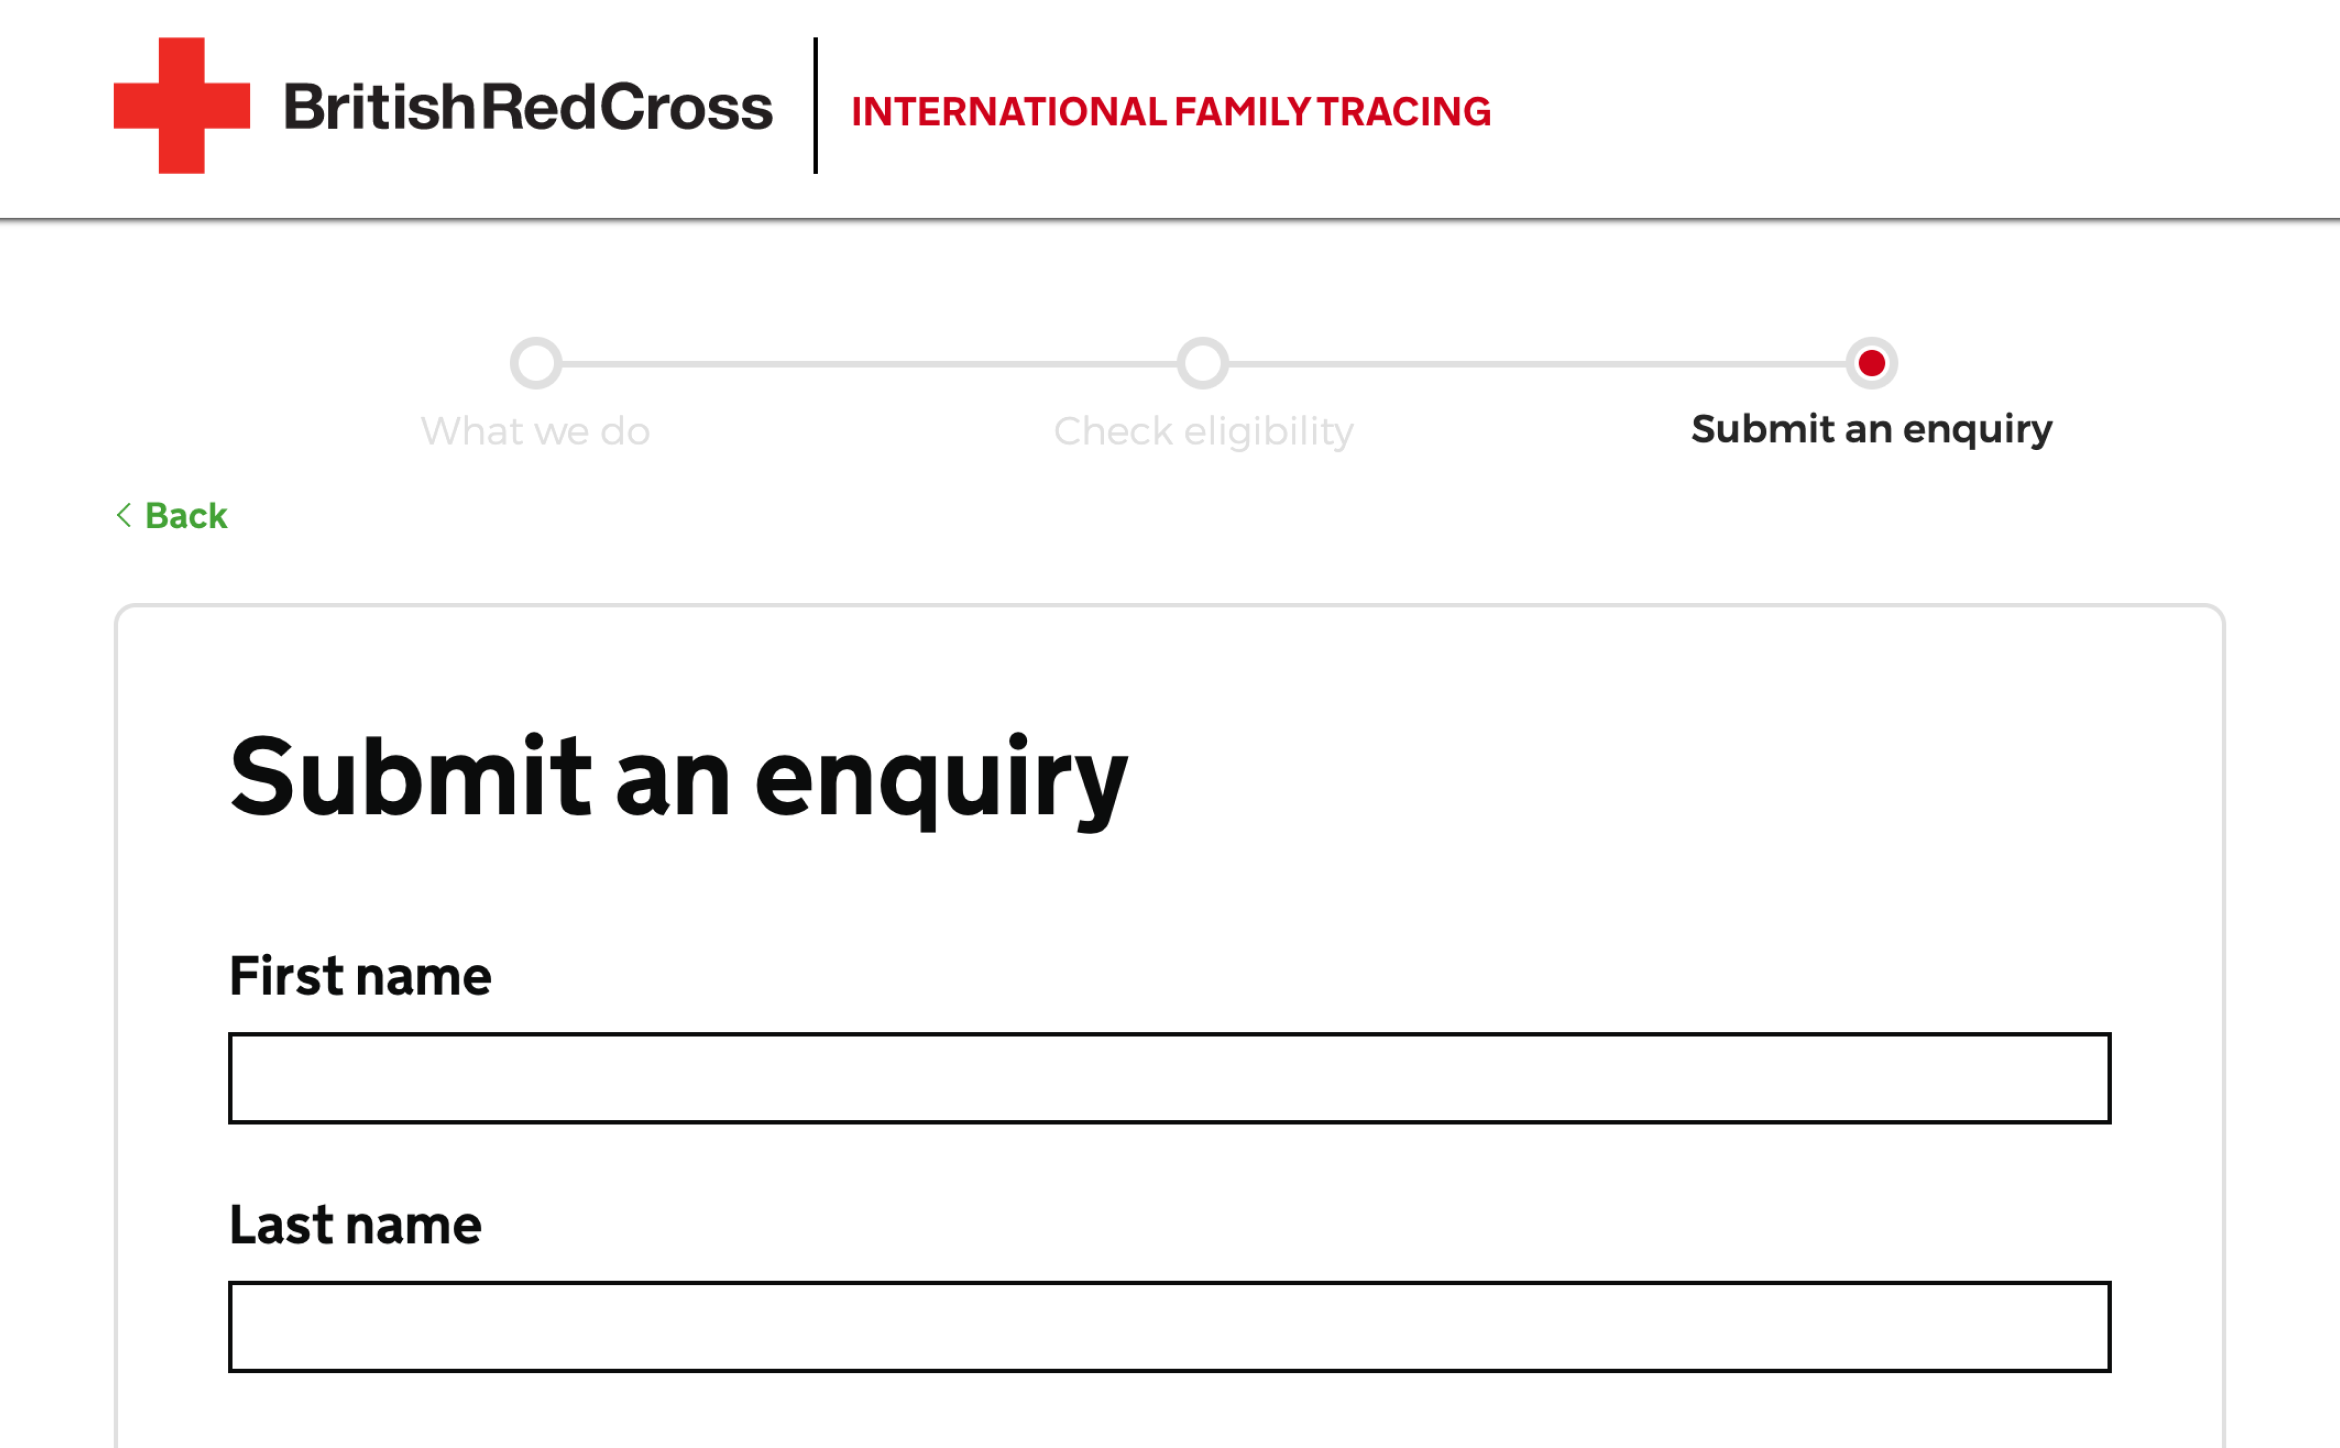 BritishRedCross
INTERNATIONAL FAMILY TRACING
What we do
Check eligibility
Submit an enquiry
Back
Submit an enquiry
First name
Last name